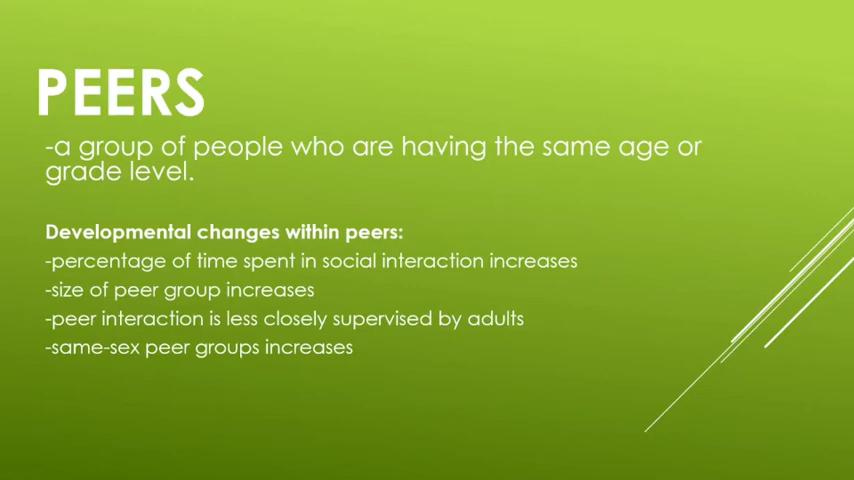 PEERS
-a group of people who are having the same age or
grade level.
Developmental changes within peers:
-percentage of time spent in social interaction increases
-size of peer group increases
-peer interaction is less closely supervised by adults
-same-sex peer groups increases